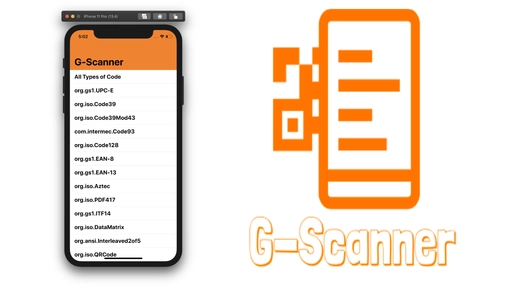 iPhone 11 Pro (13.4)
5:02
G-Scanner
All Types of Code
org.gs1.UPC-E
org.iso.Code39
org.iso.Code39Mod43
com.intermec.Code93
org.iso.Code128
org.gs1.EAN-8
org.gs1.EAN-13
org.iso.Aztec
org.iso.PDF417
org.gs1.ITF14
org.iso.DataMatrix
org.ansi.Interleaved2of5
org.iso.QRCode
G-Scanner